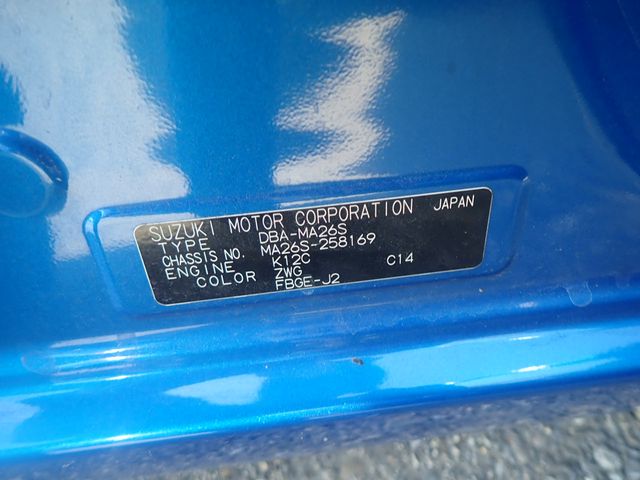 SUZUKI MOTOR CORPORATION JAPAN
TYPE DBA-MA26S
CHASSIS NO. MA26S-258169
ENGINE K12C C14
COLOR ZWG
FBGE-J2